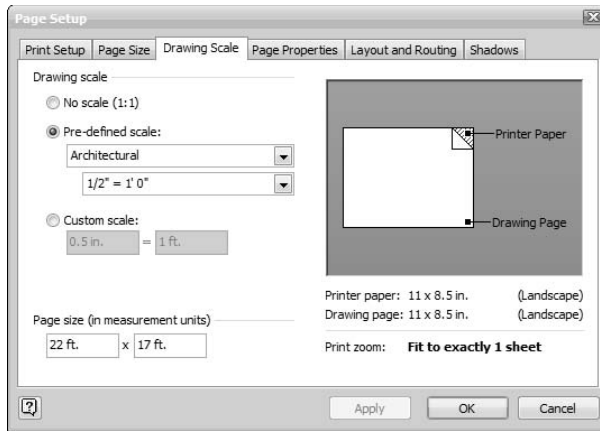 Page Setup
Print Setup Page Size Drawing Scale Page Properties Layout and Routing Shadows
Drawing scale
No scale (1:1)
Pre-defined scale:
Architectural
1/2" = 1' 0"
Custom scale:
0.5 in. = 1 ft.
Page size (in measurement units)
22 ft. x 17 ft.
Printer Paper
Drawing Page
Printer paper: 11 x 8.5 in. (Landscape)
Drawing page: 11 x 8.5 in. (Landscape)
Print zoom: Fit to exactly 1 sheet
Apply OK Cancel